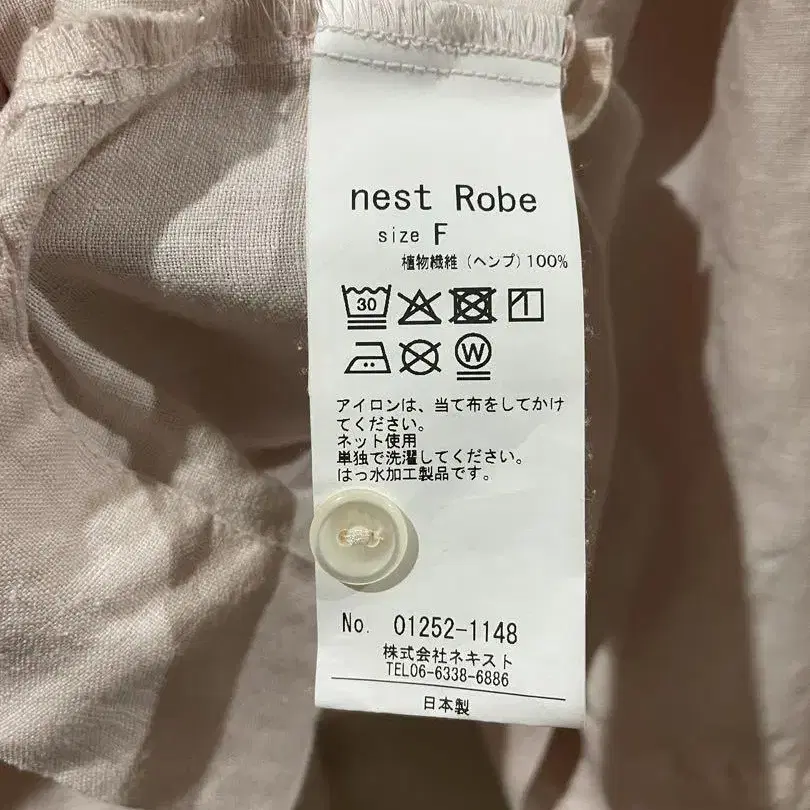 nest Robe
size F
植物繊維(ヘンプ)100%
30
W
アイロンは、当て布をしてかけ
てください。
ネット使用
単独で洗濯してください。
はっ水加工製品です。
No. 01252-1148
株式会社ネキスト
TEL06-6338-6886
日本製